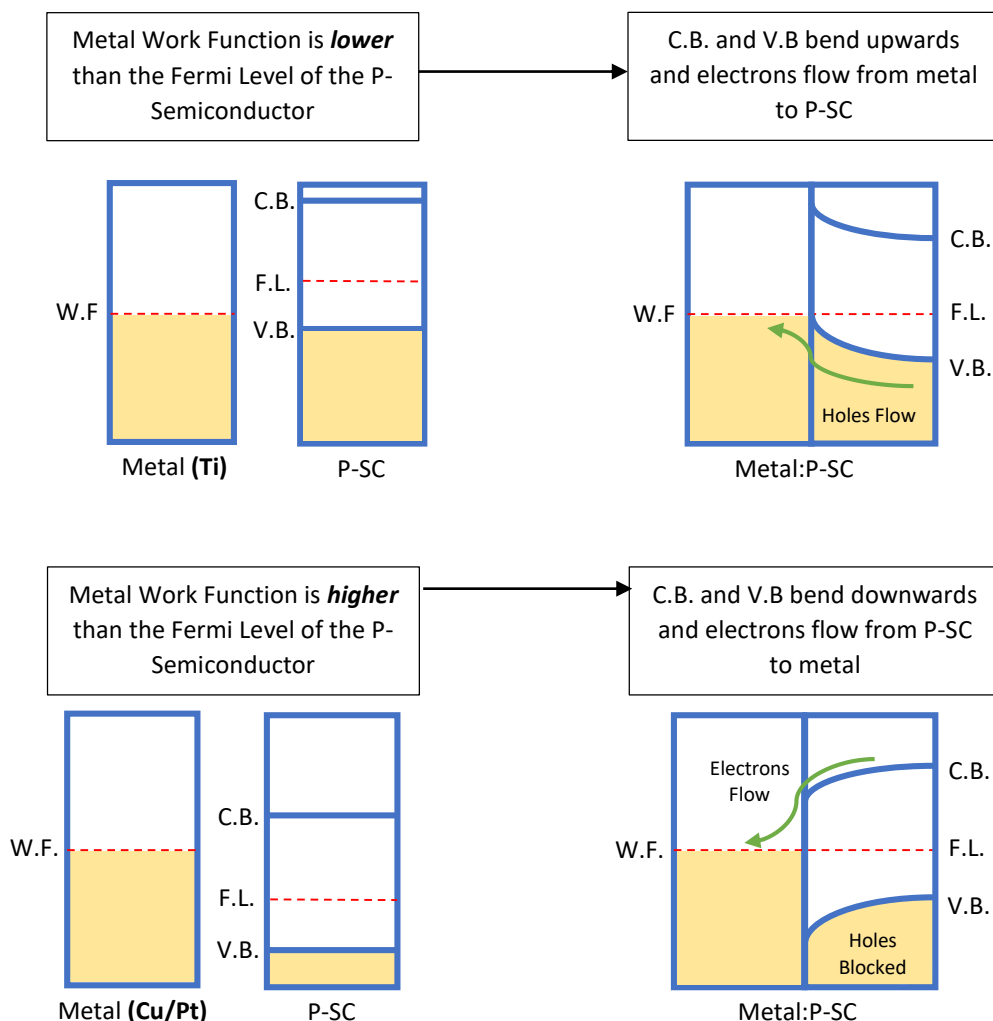 Metal Work Function is lower
than the Fermi Level of the P-
Semiconductor
C.B. and V.B bend upwards
and electrons flow from metal
to P-SC
C.B.
F.L.
W.F
V.B.
Metal (Ti)
P-SC
C.B.
W.F
F.L.
V.B.
Holes Flow
Metal:P-SC
Metal Work Function is higher
than the Fermi Level of the P-
Semiconductor
C.B. and V.B bend downwards
and electrons flow from P-SC
to metal
C.B.
W.F.
F.L.
V.B.
Metal (Cu/Pt)
P-SC
Electrons
Flow
C.B.
W.F.
F.L.
V.B.
Holes
Blocked
Metal:P-SC